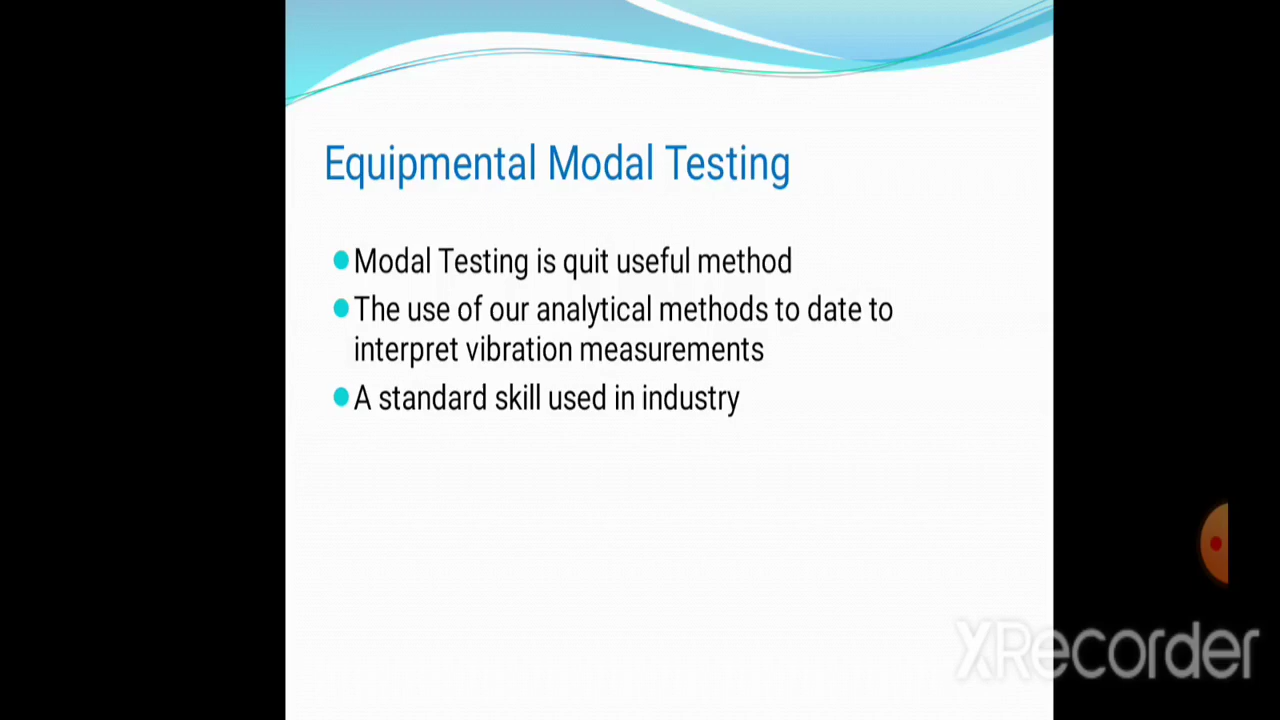 Equipmental Modal Testing
Modal Testing is quit useful method
The use of our analytical methods to date to
interpret vibration measurements
A standard skill used in industry
XRecorder